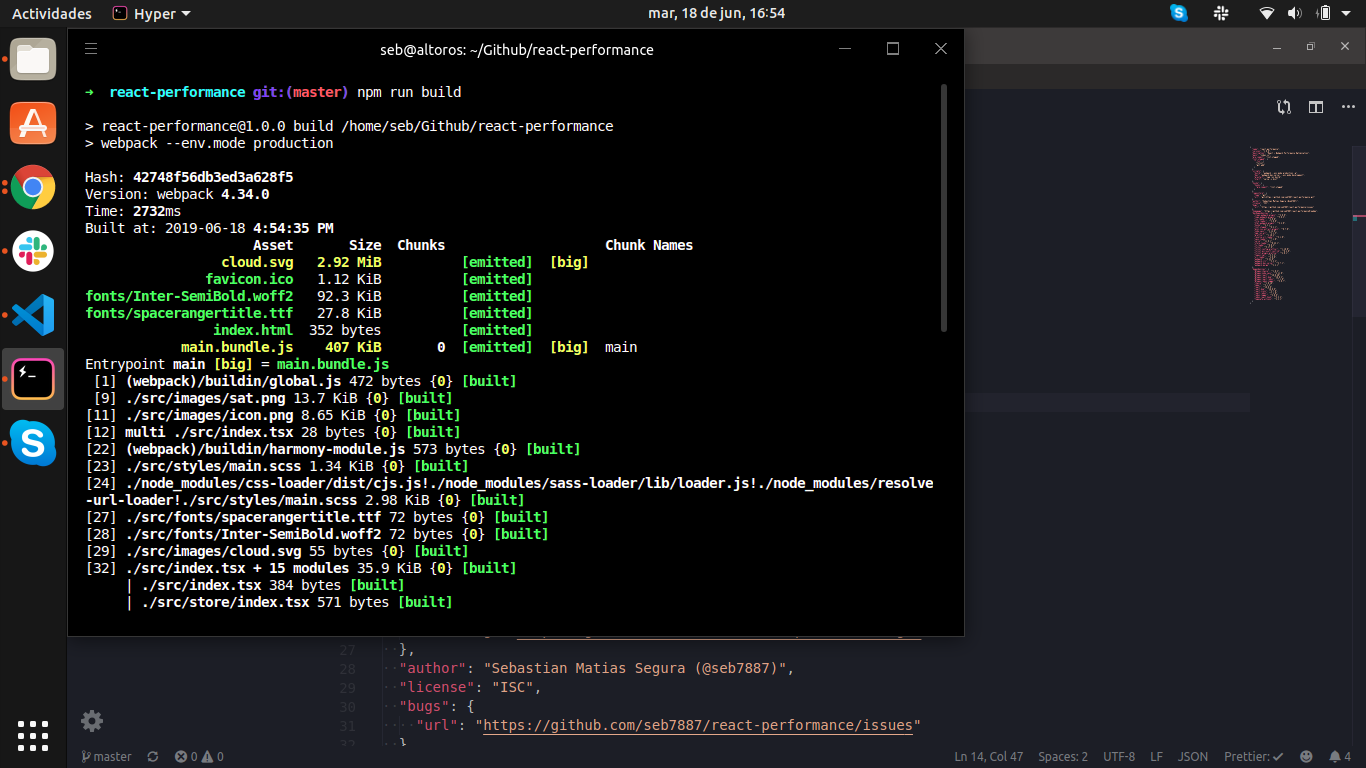 Actividades Hyper mar, 18 de jun, 16:54
seb@altoros: ~/Github/react-performance
➜ react-performance git:(master) npm run build
> react-performance@1.0.0 build /home/seb/Github/react-performance
> webpack --env.mode production
Hash: 42748f56db3ed3a628f5
Version: webpack 4.34.0
Time: 2732ms
Built at: 2019-06-18 4:54:35 PM
Asset Size Chunks Chunk Names
cloud.svg 2.92 MiB [emitted] [big]
favicon.ico 1.12 KiB [emitted]
fonts/Inter-SemiBold.woff2 92.3 KiB [emitted]
fonts/spacerangertitle.ttf 27.8 KiB [emitted]
index.html 352 bytes [emitted]
main.bundle.js 407 KiB 0 [emitted] [big] main
Entrypoint main [big] = main.bundle.js
[1] (webpack)/buildin/global.js 472 bytes {0} [built]
[9] ./src/images/sat.png 13.7 KiB {0} [built]
[11] ./src/images/icon.png 8.65 KiB {0} [built]
[12] multi ./src/index.tsx 28 bytes {0} [built]
[22] (webpack)/buildin/harmony-module.js 573 bytes {0} [built]
[23] ./src/styles/main.scss 1.34 KiB {0} [built]
[24] ./node_modules/css-loader/dist/cjs.js!./node_modules/sass-loader/lib/loader.js!./node_modules/resolve
-url-loader!./src/styles/main.scss 2.98 KiB {0} [built]
[27] ./src/fonts/spacerangertitle.ttf 72 bytes {0} [built]
[28] ./src/fonts/Inter-SemiBold.woff2 72 bytes {0} [built]
[29] ./src/images/cloud.svg 55 bytes {0} [built]
[32] ./src/index.tsx + 15 modules 35.9 KiB {0} [built]
| ./src/index.tsx 384 bytes [built]
| ./src/store/index.tsx 571 bytes [built]
27 },
28 "author": "Sebastian Matias Segura (@seb7887)",
29 "license": "ISC",
30 "bugs": {
31 "url": "https://github.com/seb7887/react-performance/issues"
32 }
master 0 0 Ln 14, Col 47 Spaces: 2 UTF-8 LF JSON Prettier: ✓ 4